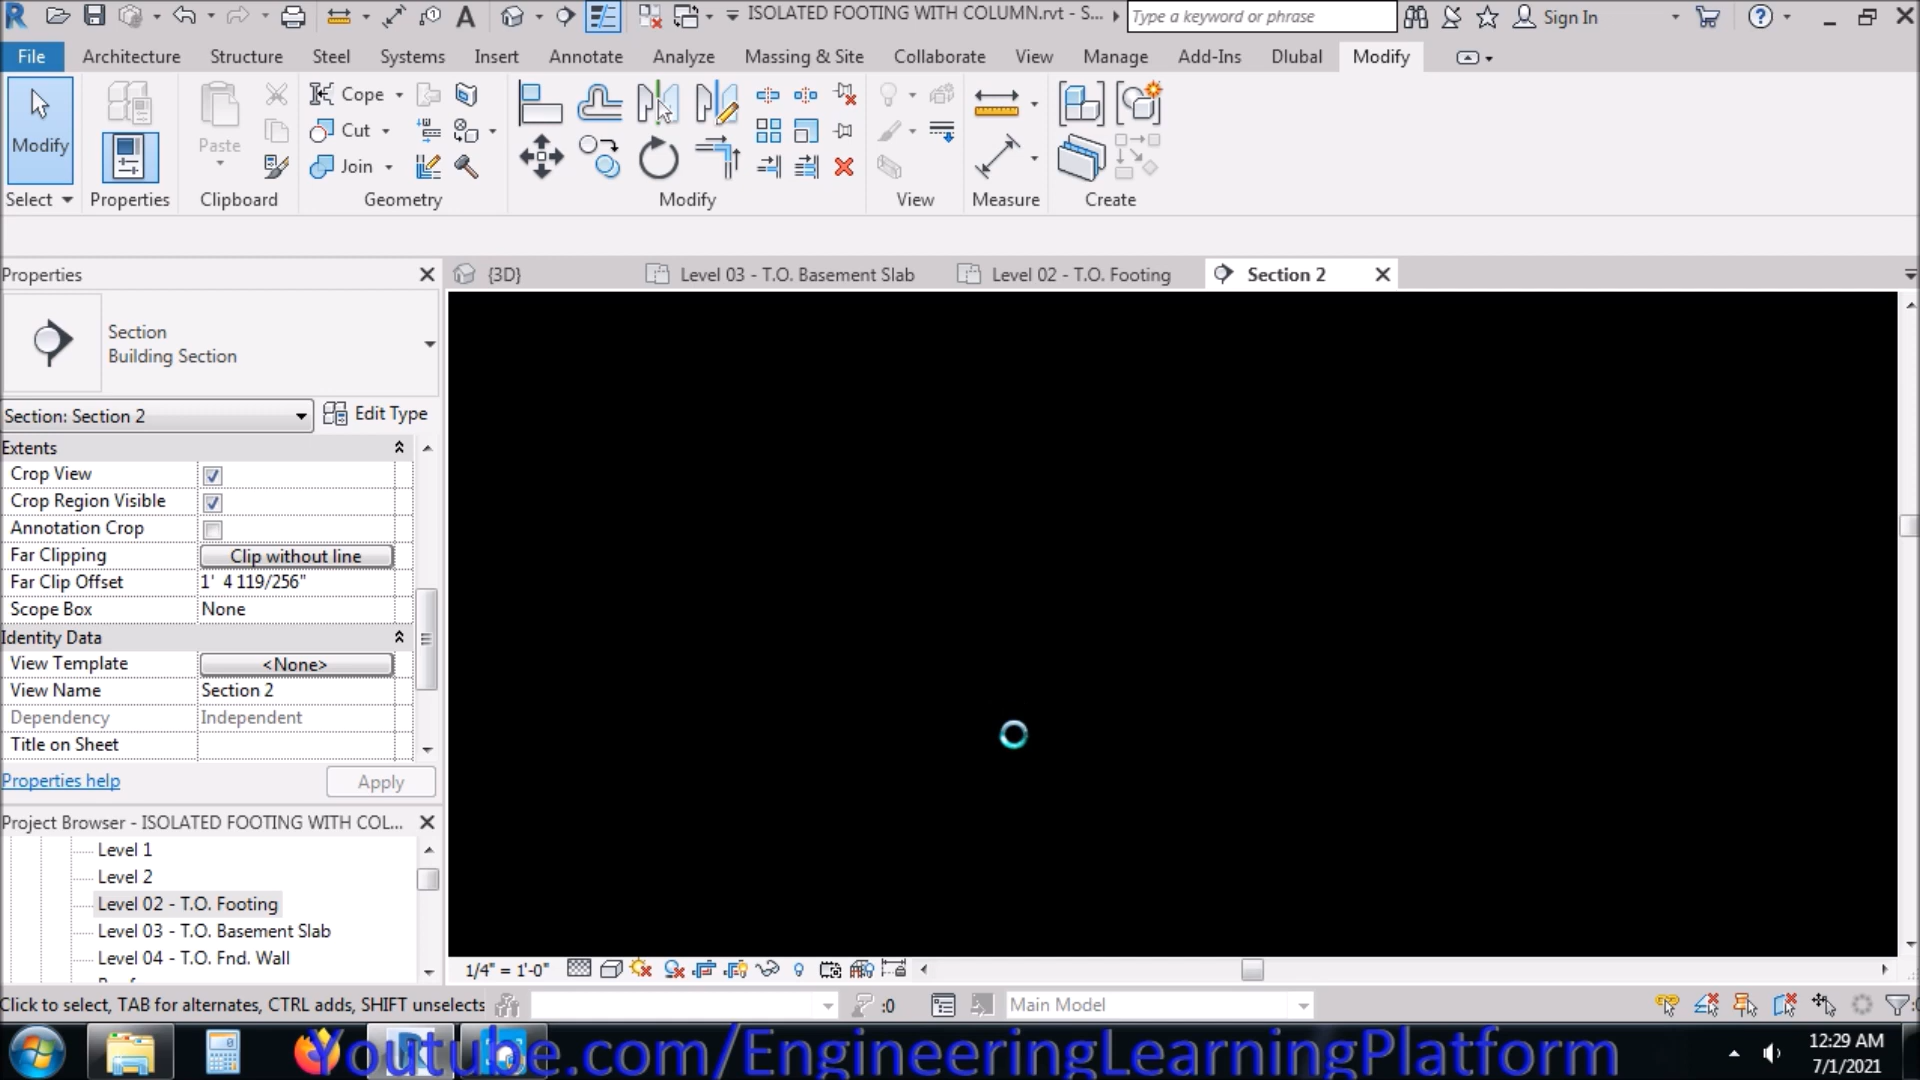 ISOLATED FOOTING WITH COLUMN.rvt - S...
Type a keyword or phrase
Sign In
File Architecture Structure Steel Systems Insert Annotate Analyze Massing & Site Collaborate View Manage Add-Ins Dlubal Modify
Modify
Paste
Cope
Cut
Join
Select Properties Clipboard Geometry Modify View Measure Create
Properties
{3D}
Level 03 - T.O. Basement Slab
Level 02 - T.O. Footing
Section 2
Section
Building Section
Section: Section 2
Edit Type
Extents
Crop View
Crop Region Visible
Annotation Crop
Far Clipping Clip without line
Far Clip Offset 1' 4 119/256"
Scope Box None
Identity Data
View Template <None>
View Name Section 2
Dependency Independent
Title on Sheet
Properties help
Apply
Project Browser - ISOLATED FOOTING WITH COL...
Level 1
Level 2
Level 02 - T.O. Footing
Level 03 - T.O. Basement Slab
Level 04 - T.O. Fnd. Wall
1/4" = 1'-0"
Click to select, TAB for alternates, CTRL adds, SHIFT unselects
:0
Main Model
Youtube.com/EngineeringLearningPlatform
12:29 AM
7/1/2021